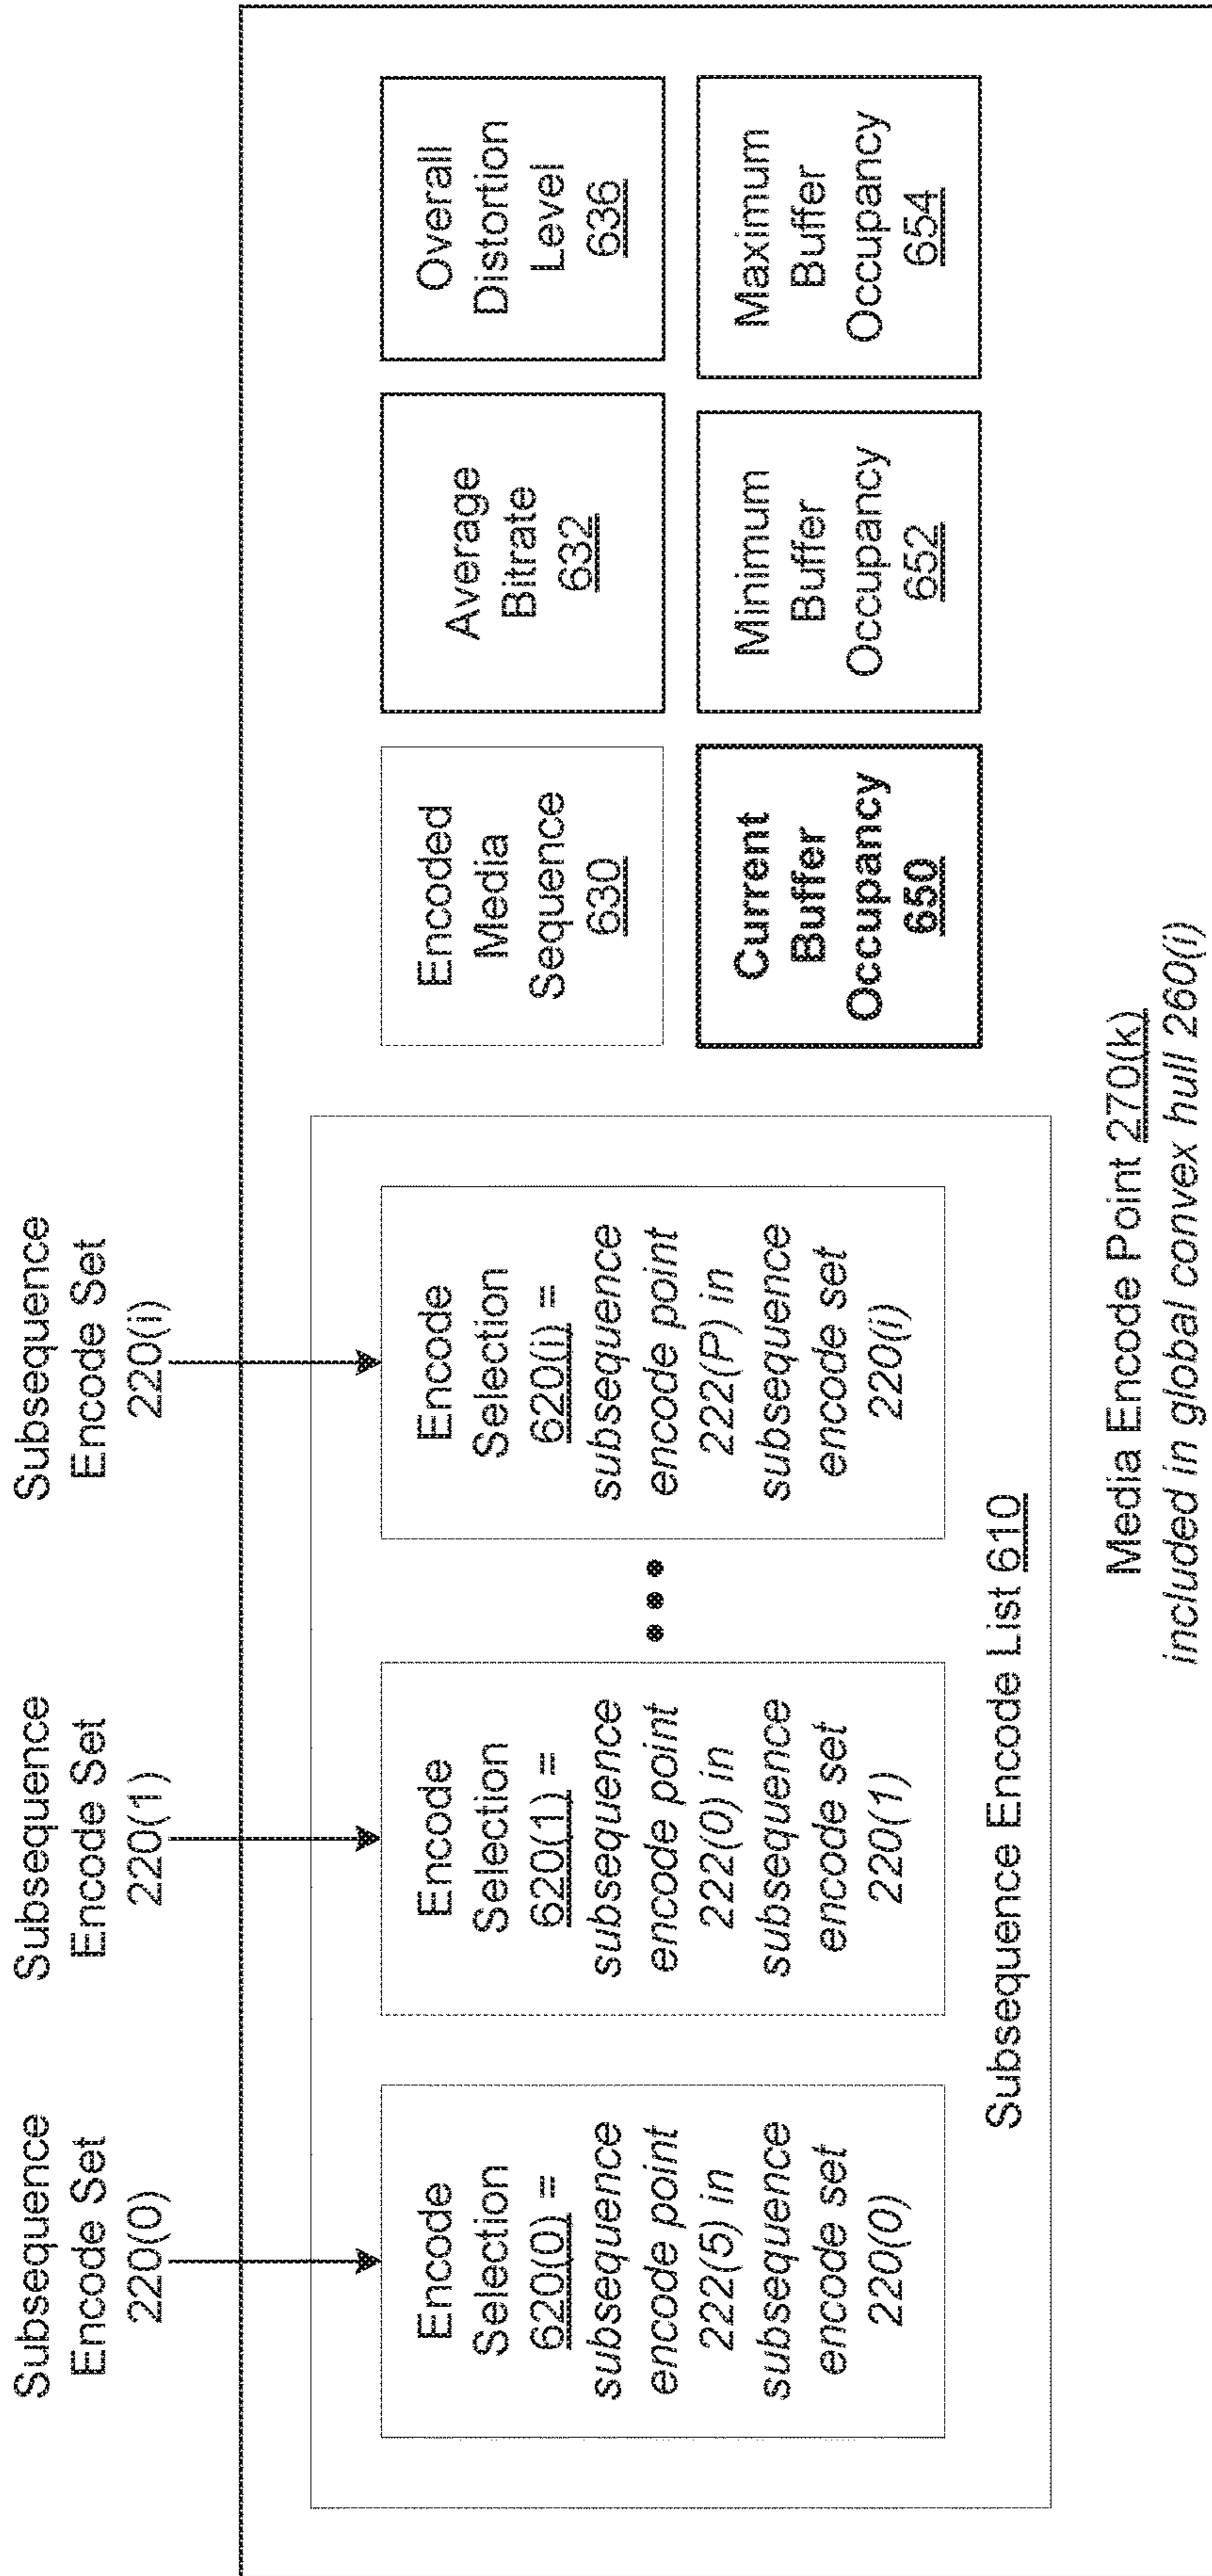 Subsequence
Encode Set
220(0)
Subsequence
Encode Set
220(1)
Subsequence
Encode Set
220(i)
Encode
Selection
620(0) =
subsequence
encode point
222(5) in
subsequence
encode set
220(0)
Encode
Selection
620(1) =
subsequence
encode point
222(0) in
subsequence
encode set
220(1)
Encode
Selection
620(i) =
subsequence
encode point
222(P) in
subsequence
encode set
220(i)
Subsequence Encode List 610
Encoded
Media
Sequence
630
Average
Bitrate
632
Overall
Distortion
Level
636
Current
Buffer
Occupancy
650
Minimum
Buffer
Occupancy
652
Maximum
Buffer
Occupancy
654
Media Encode Point 270(k)
included in global convex hull 260(i)